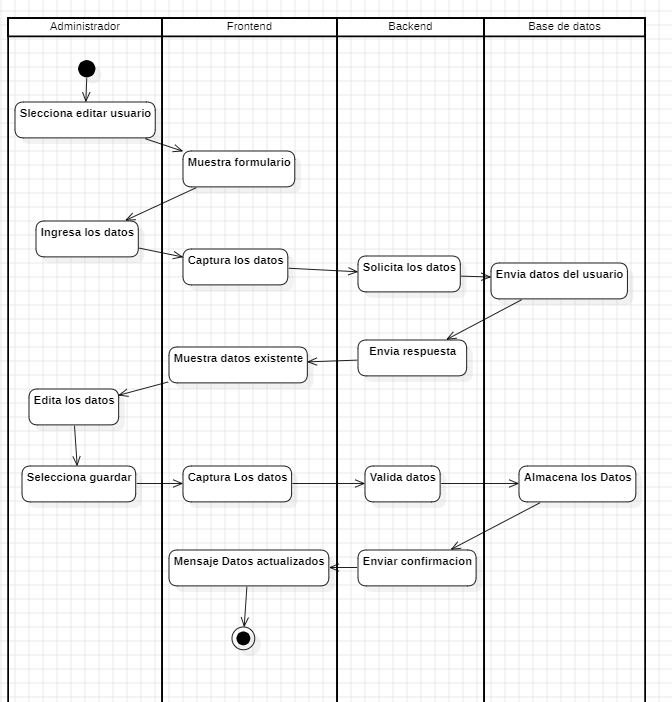 Administrador
Frontend
Backend
Base de datos
Slecciona editar usuario
Muestra formulario
Ingresa los datos
Captura los datos
Solicita los datos
Envia datos del usuario
Envia respuesta
Muestra datos existente
Edita los datos
Selecciona guardar
Captura Los datos
Valida datos
Almacena los Datos
Enviar confirmacion
Mensaje Datos actualizados